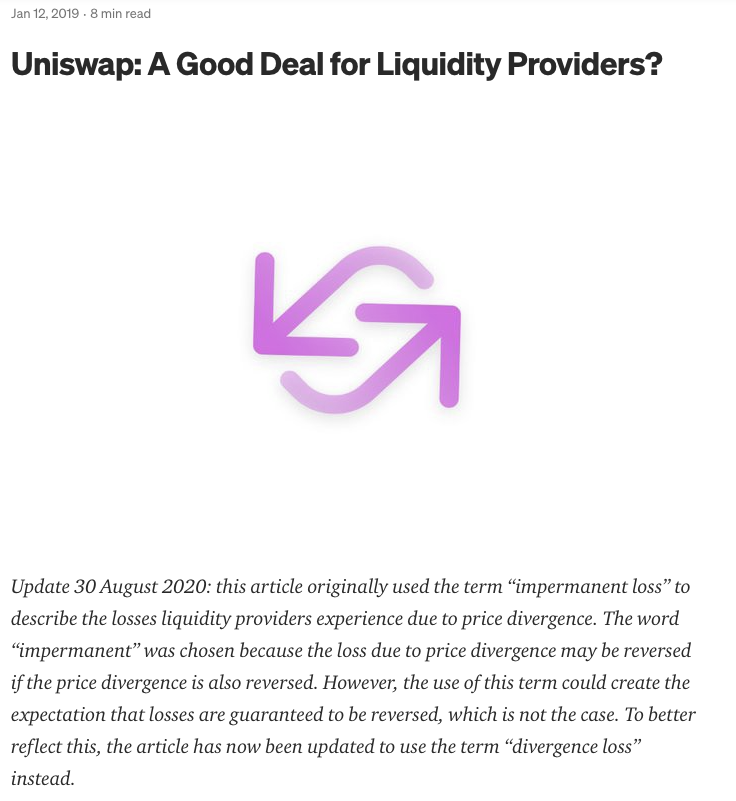 Jan 12, 2019 · 8 min read
Uniswap: A Good Deal for Liquidity Providers?
Update 30 August 2020: this article originally used the term “impermanent loss” to
describe the losses liquidity providers experience due to price divergence. The word
“impermanent” was chosen because the loss due to price divergence may be reversed
if the price divergence is also reversed. However, the use of this term could create the
expectation that losses are guaranteed to be reversed, which is not the case. To better
reflect this, the article has now been updated to use the term “divergence loss”
instead.